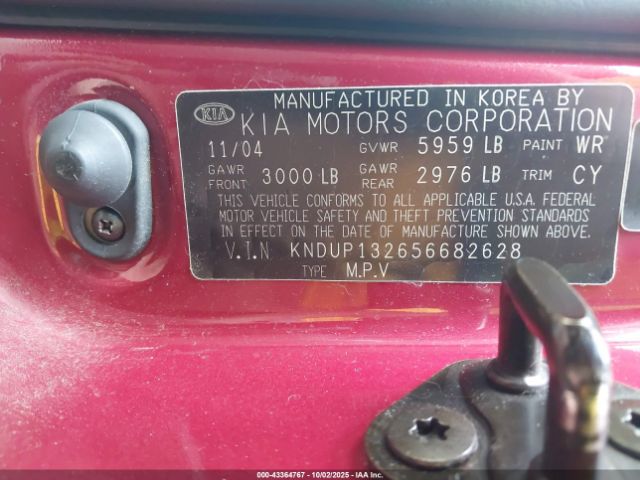 MANUFACTURED IN KOREA BY
KIA KIA MOTORS CORPORATION
11/04 GVWR 5959 LB PAINT WR
GAWR FRONT 3000 LB GAWR REAR 2976 LB TRIM CY
THIS VEHICLE CONFORMS TO ALL APPLICABLE U.S.A. FEDERAL
MOTOR VEHICLE SAFETY AND THEFT PREVENTION STANDARDS
IN EFFECT ON THE DATE OF MANUFACTURE SHOWN ABOVE.
V.I.N KNDUP132656682628
TYPE M.P.V
000-43364767 - 10/02/2025 - IAA Inc.